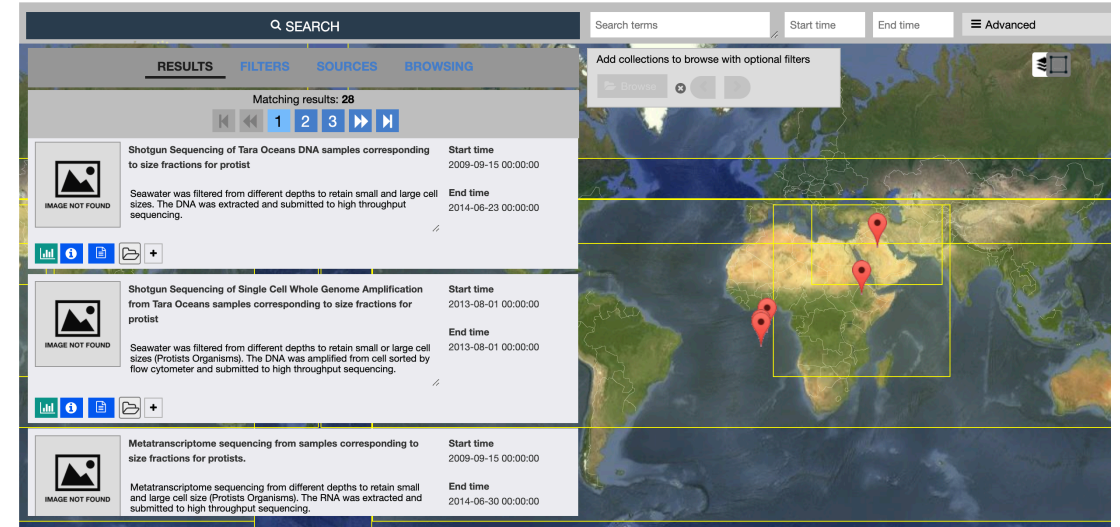 SEARCH
Search terms
Start time
End time
Advanced
RESULTS
FILTERS
SOURCES
BROWSING
Add collections to browse with optional filters
Browse
Matching results: 28
1 2 3
IMAGE NOT FOUND
Shotgun Sequencing of Tara Oceans DNA samples corresponding
to size fractions for protist
Seawater was filtered from different depths to retain small and large cell
sizes. The DNA was extracted and submitted to high throughput
sequencing.
Start time
2009-09-15 00:00:00
End time
2014-06-23 00:00:00
IMAGE NOT FOUND
Shotgun Sequencing of Single Cell Whole Genome Amplification
from Tara Oceans samples corresponding to size fractions for
protist
Seawater was filtered from different depths to retain small or large cell
sizes (Protists Organisms). The DNA was amplified from cell sorted by
flow cytometer and submitted to high throughput sequencing.
Start time
2013-08-01 00:00:00
End time
2013-08-01 00:00:00
IMAGE NOT FOUND
Metatranscriptome sequencing from samples corresponding to
size fractions for protists.
Metatranscriptome sequencing from different depths to retain small
and large cell size (Protists Organisms). The RNA was extracted and
submitted to high throughput sequencing.
Start time
2009-09-15 00:00:00
End time
2014-06-30 00:00:00